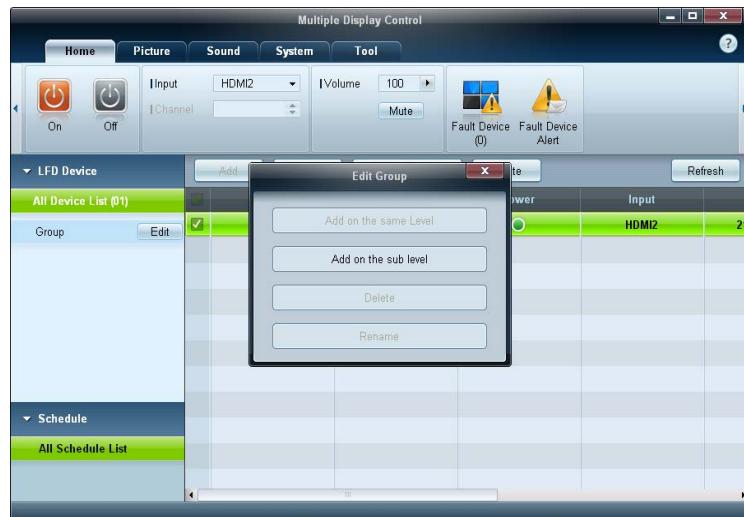 Multiple Display Control
Home Picture Sound System Tool
?
Input HDMI2
Channel
Volume 100
Mute
On Off
Fault Device (0)
Fault Device Alert
LFD Device
Add
te
Refresh
All Device List (01)
wer Input
Group Edit
HDMI2 2
Edit Group
x
Add on the same Level
Add on the sub level
Delete
Rename
Schedule
All Schedule List